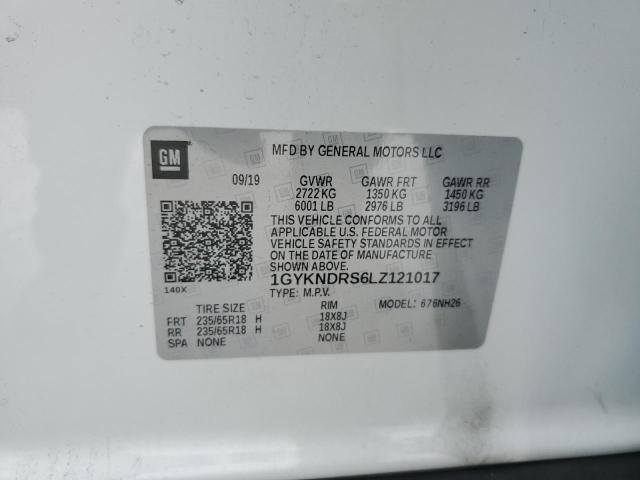 GM
MFD BY GENERAL MOTORS LLC
09/19 GVWR GAWR FRT GAWR RR
2722 KG 1350 KG 1450 KG
6001 LB 2976 LB 3196 LB
THIS VEHICLE CONFORMS TO ALL
APPLICABLE U.S. FEDERAL MOTOR
VEHICLE SAFETY STANDARDS IN EFFECT
ON THE DATE OF MANUFACTURE
SHOWN ABOVE.
1GYKNDRS6LZ121017
140X
TYPE: M.P.V.
TIRE SIZE RIM MODEL: 676NH26
FRT 235/65R18 H 18X8J
RR 235/65R18 H 18X8J
SPA NONE NONE